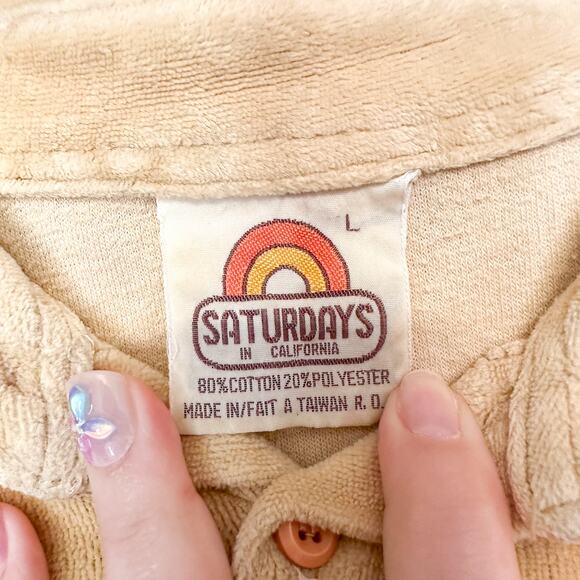 L
SATURDAYS
IN CALIFORNIA
80%COTTON 20%POLYESTER
MADE IN/FAIT A TAIWAN R.O.